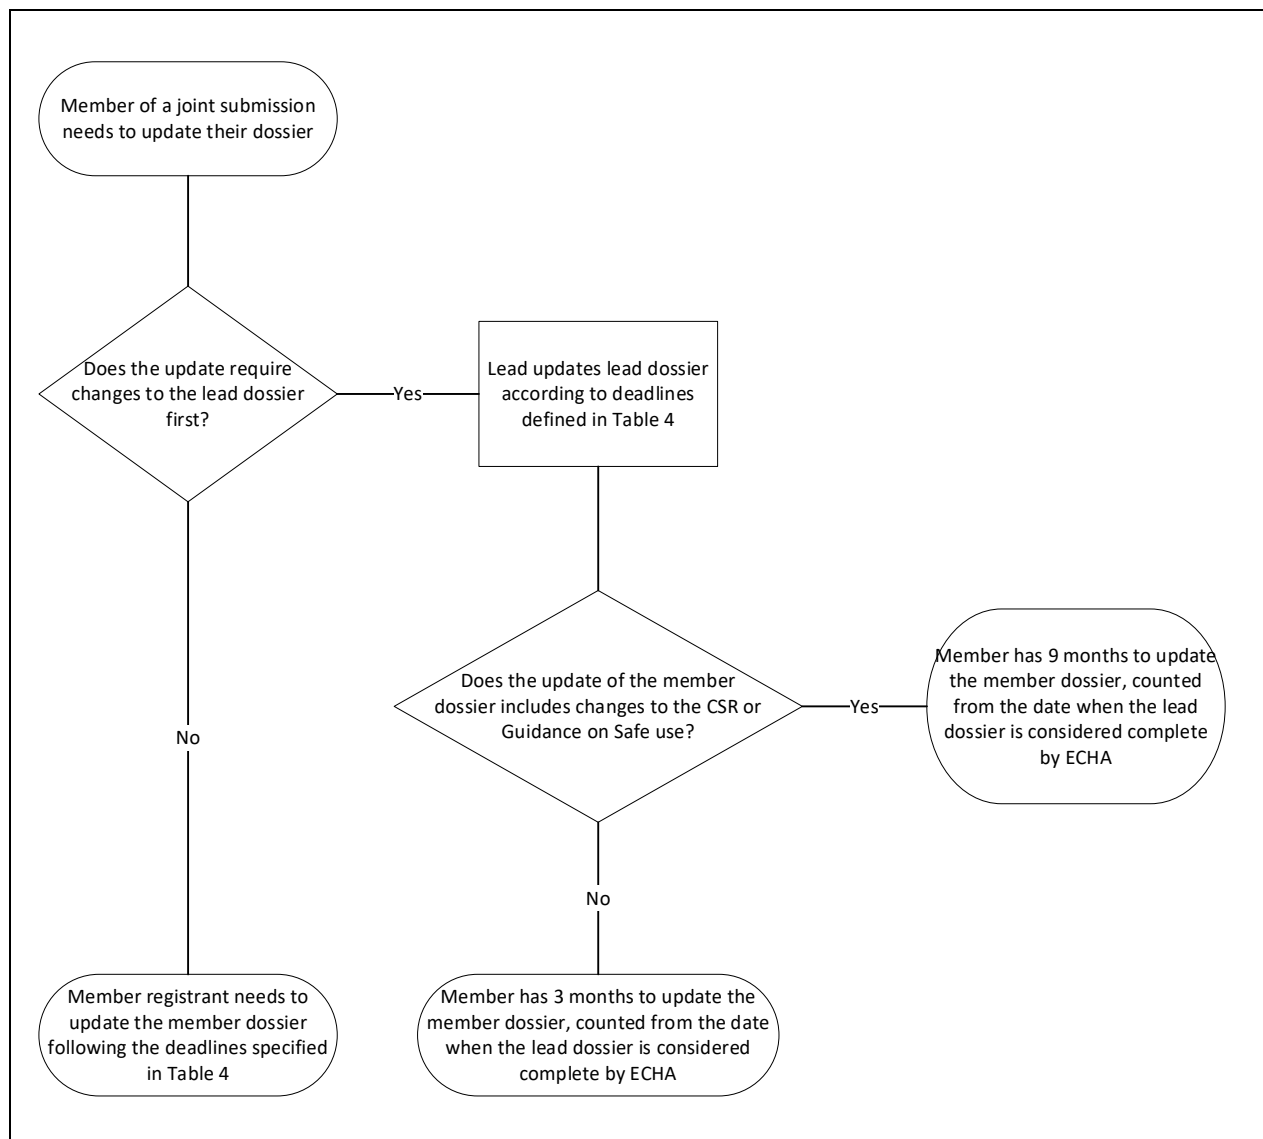 Member of a joint submission
needs to update their dossier
Does the update require
changes to the lead dossier
first?
Yes
Lead updates lead dossier
according to deadlines
defined in Table 4
Does the update of the member
dossier includes changes to the CSR or
Guidance on Safe use?
Yes
Member has 9 months to update
the member dossier, counted
from the date when the lead
dossier is considered complete
by ECHA
No
No
Member registrant needs to
update the member dossier
following the deadlines specified
in Table 4
Member has 3 months to update the
member dossier, counted from the date
when the lead dossier is considered
complete by ECHA